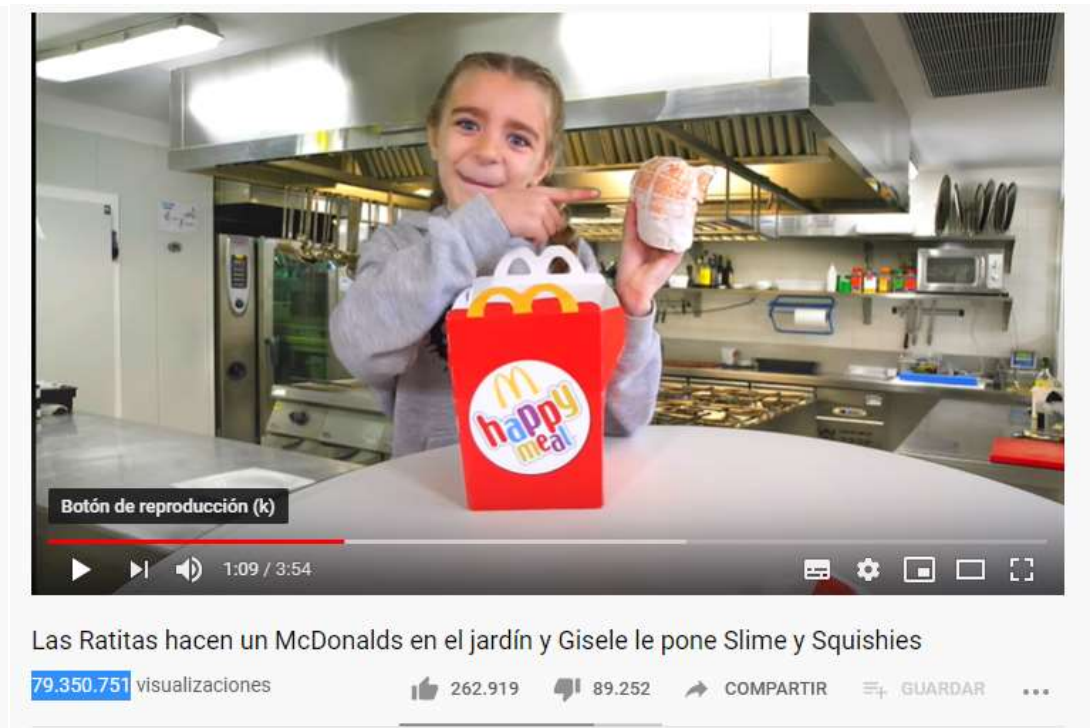 happy
meal
Botón de reproducción (k)
1:09 / 3:54
Las Ratitas hacen un McDonalds en el jardín y Gisele le pone Slime y Squishies
79.350.751 visualizaciones
262.919
89.252
COMPARTIR
GUARDAR